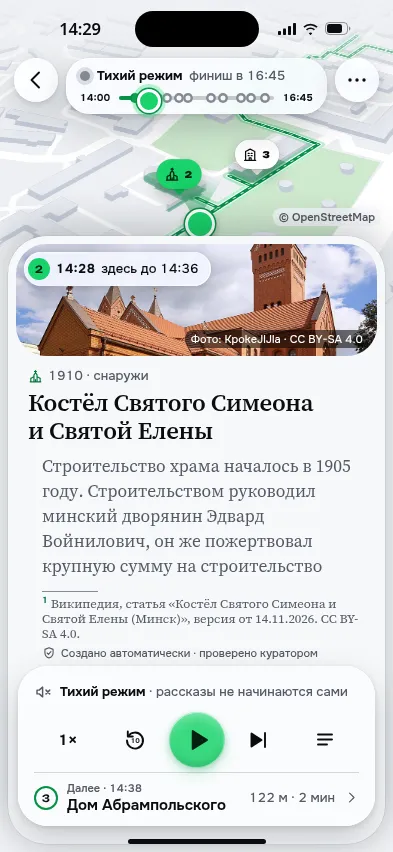 14:29
Тихий режим финиш в 16:45
14:00
16:45
3
2
© OpenStreetMap
2 14:28 здесь до 14:36
Фото: KpokeJlJla · CC BY-SA 4.0
1910 · снаружи
Костёл Святого Симеона
и Святой Елены
Строительство храма началось в 1905
году. Строительством руководил
минский дворянин Эдвард
Войнилович, он же пожертвовал
крупную сумму на строительство
1 Википедия, статья «Костёл Святого Симеона и
Святой Елены (Минск)», версия от 14.11.2026. CC BY-
SA 4.0.
Создано автоматически · проверено куратором
Тихий режим · рассказы не начинаются сами
1×
10
Далее · 14:38
3 Дом Абрампольского 122 м · 2 мин